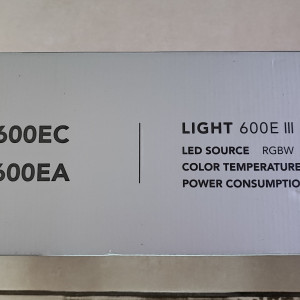 600EC
600EA
LIGHT 600E III
LED SOURCE RGBW
COLOR TEMPERATURE
POWER CONSUMPTIO